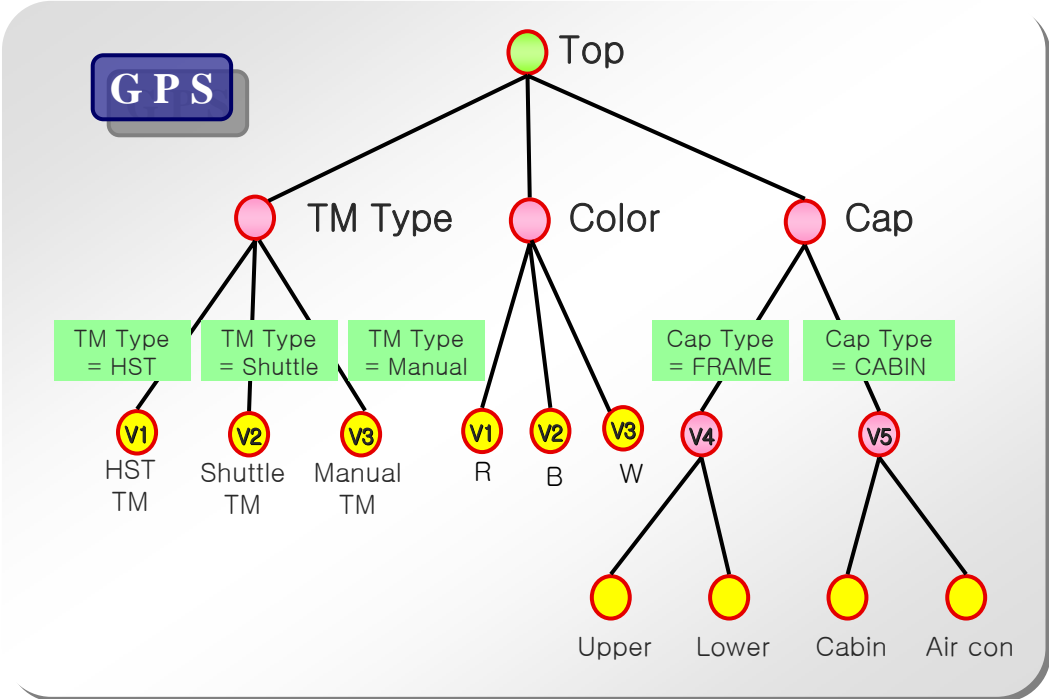 Top
G P S
TM Type
Color
Cap
TM Type
= HST
TM Type
= Shuttle
TM Type
= Manual
Cap Type
= FRAME
Cap Type
= CABIN
V1
V2
V3
V1
V2
V3
V4
V5
HST
TM
Shuttle
TM
Manual
TM
R
B
W
Upper
Lower
Cabin
Air con